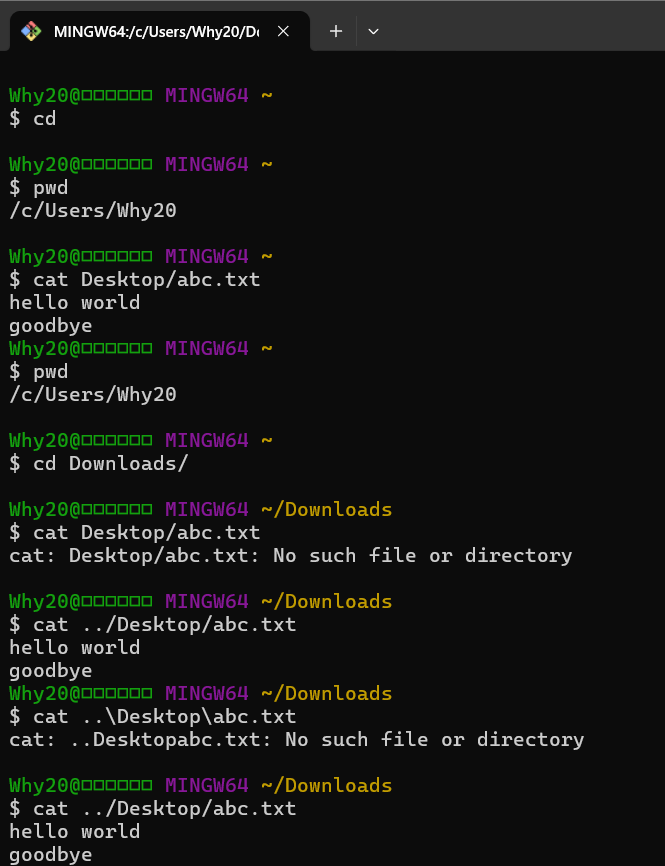 MINGW64:/c/Users/Why20/Do
Why20@□□□□□□ MINGW64 ~
$ cd
Why20@□□□□□□ MINGW64 ~
$ pwd
/c/Users/Why20
Why20@□□□□□□ MINGW64 ~
$ cat Desktop/abc.txt
hello world
goodbye
Why20@□□□□□□ MINGW64 ~
$ pwd
/c/Users/Why20
Why20@□□□□□□ MINGW64 ~
$ cd Downloads/
Why20@□□□□□□ MINGW64 ~/Downloads
$ cat Desktop/abc.txt
cat: Desktop/abc.txt: No such file or directory
Why20@□□□□□□ MINGW64 ~/Downloads
$ cat ../Desktop/abc.txt
hello world
goodbye
Why20@□□□□□□ MINGW64 ~/Downloads
$ cat ..\Desktop\abc.txt
cat: ..Desktopabc.txt: No such file or directory
Why20@□□□□□□ MINGW64 ~/Downloads
$ cat ../Desktop/abc.txt
hello world
goodbye